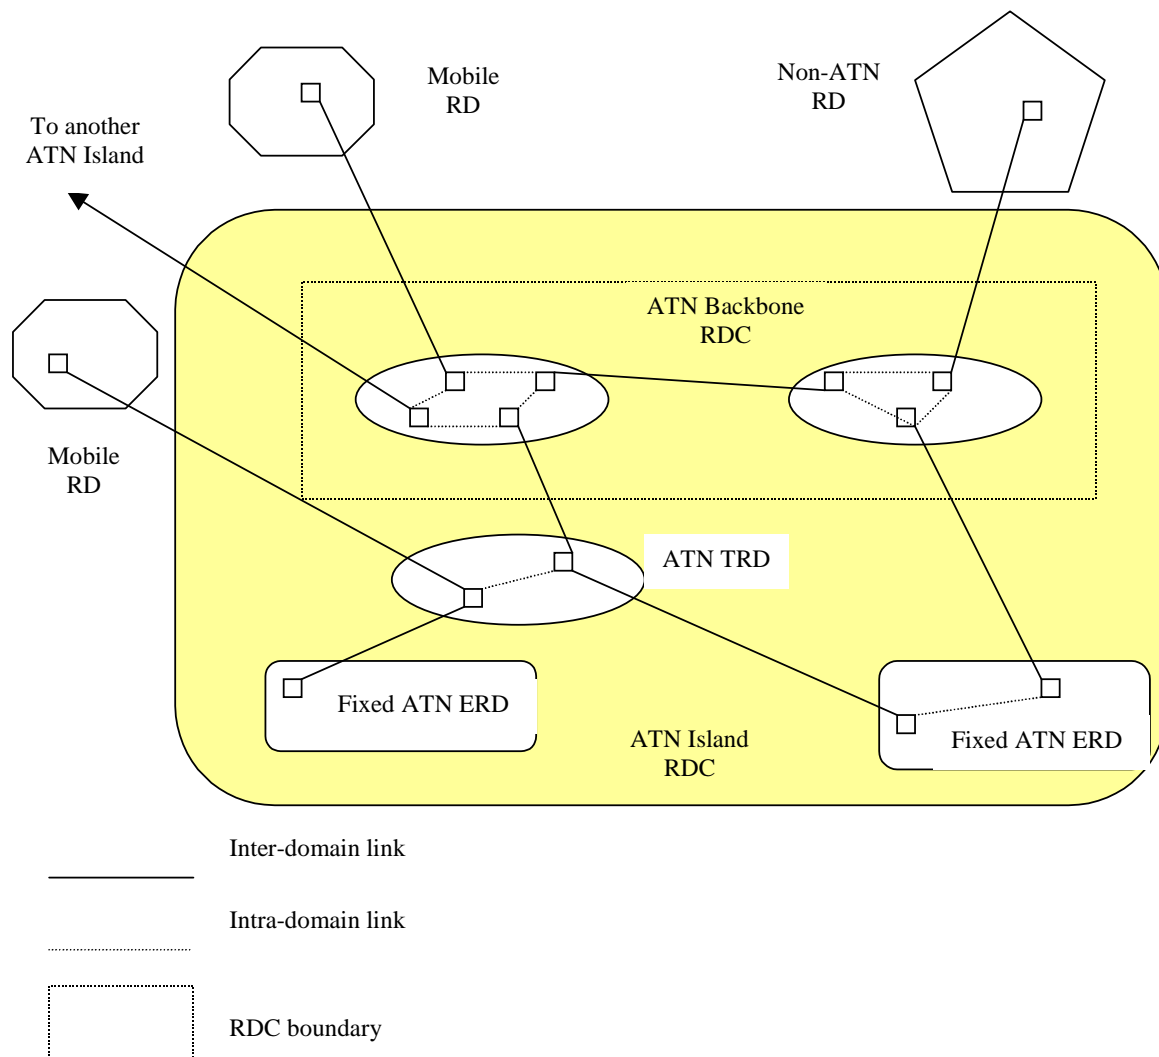 Mobile
RD
Non-ATN
RD
To another
ATN Island
ATN Backbone
RDC
Mobile
RD
ATN TRD
Fixed ATN ERD
ATN Island
RDC
Fixed ATN ERD
Inter-domain link
Intra-domain link
RDC boundary